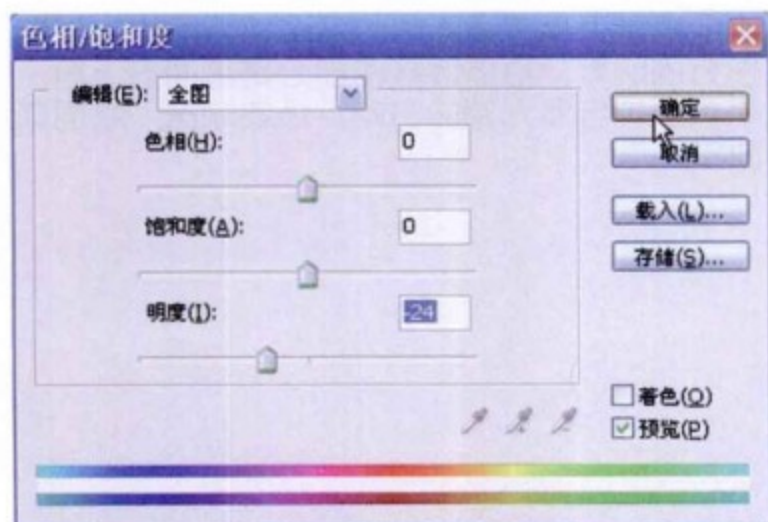 色相/饱和度
编辑(E): 全图
确定
色相(H): 0
取消
饱和度(A): 0
载入(L)...
存储(S)...
明度(I): -24
着色(O)
预览(P)